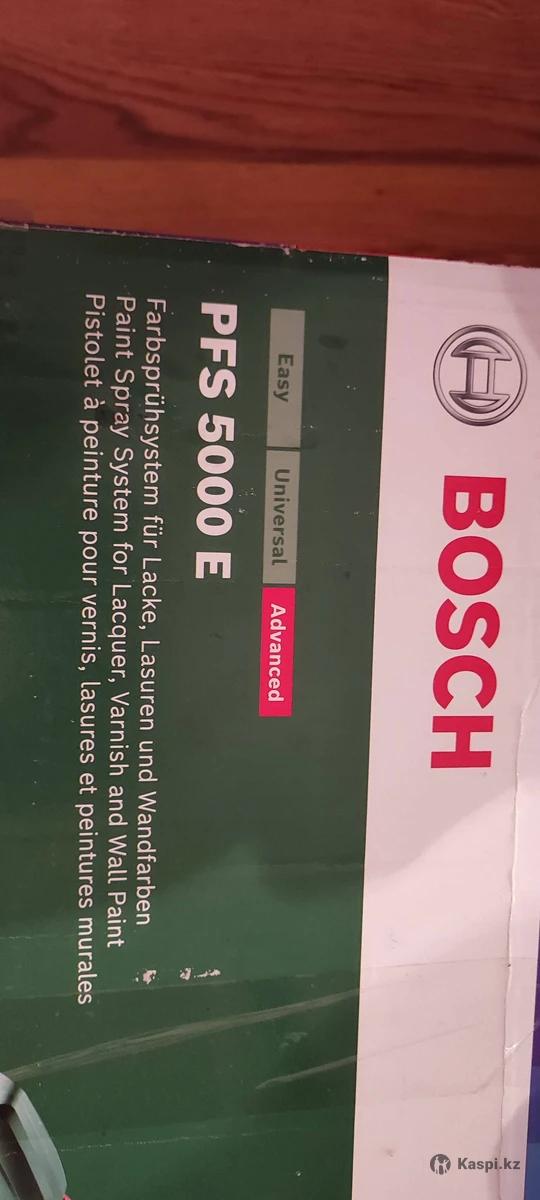 BOSCH
Easy Universal Advanced
PFS 5000 E
Farbsprühsystem für Lacke, Lasuren und Wandfarben
Paint Spray System for Lacquer, Varnish and Wall Paint
Pistolet à peinture pour vernis, lasures et peintures murales
Kaspi.kz